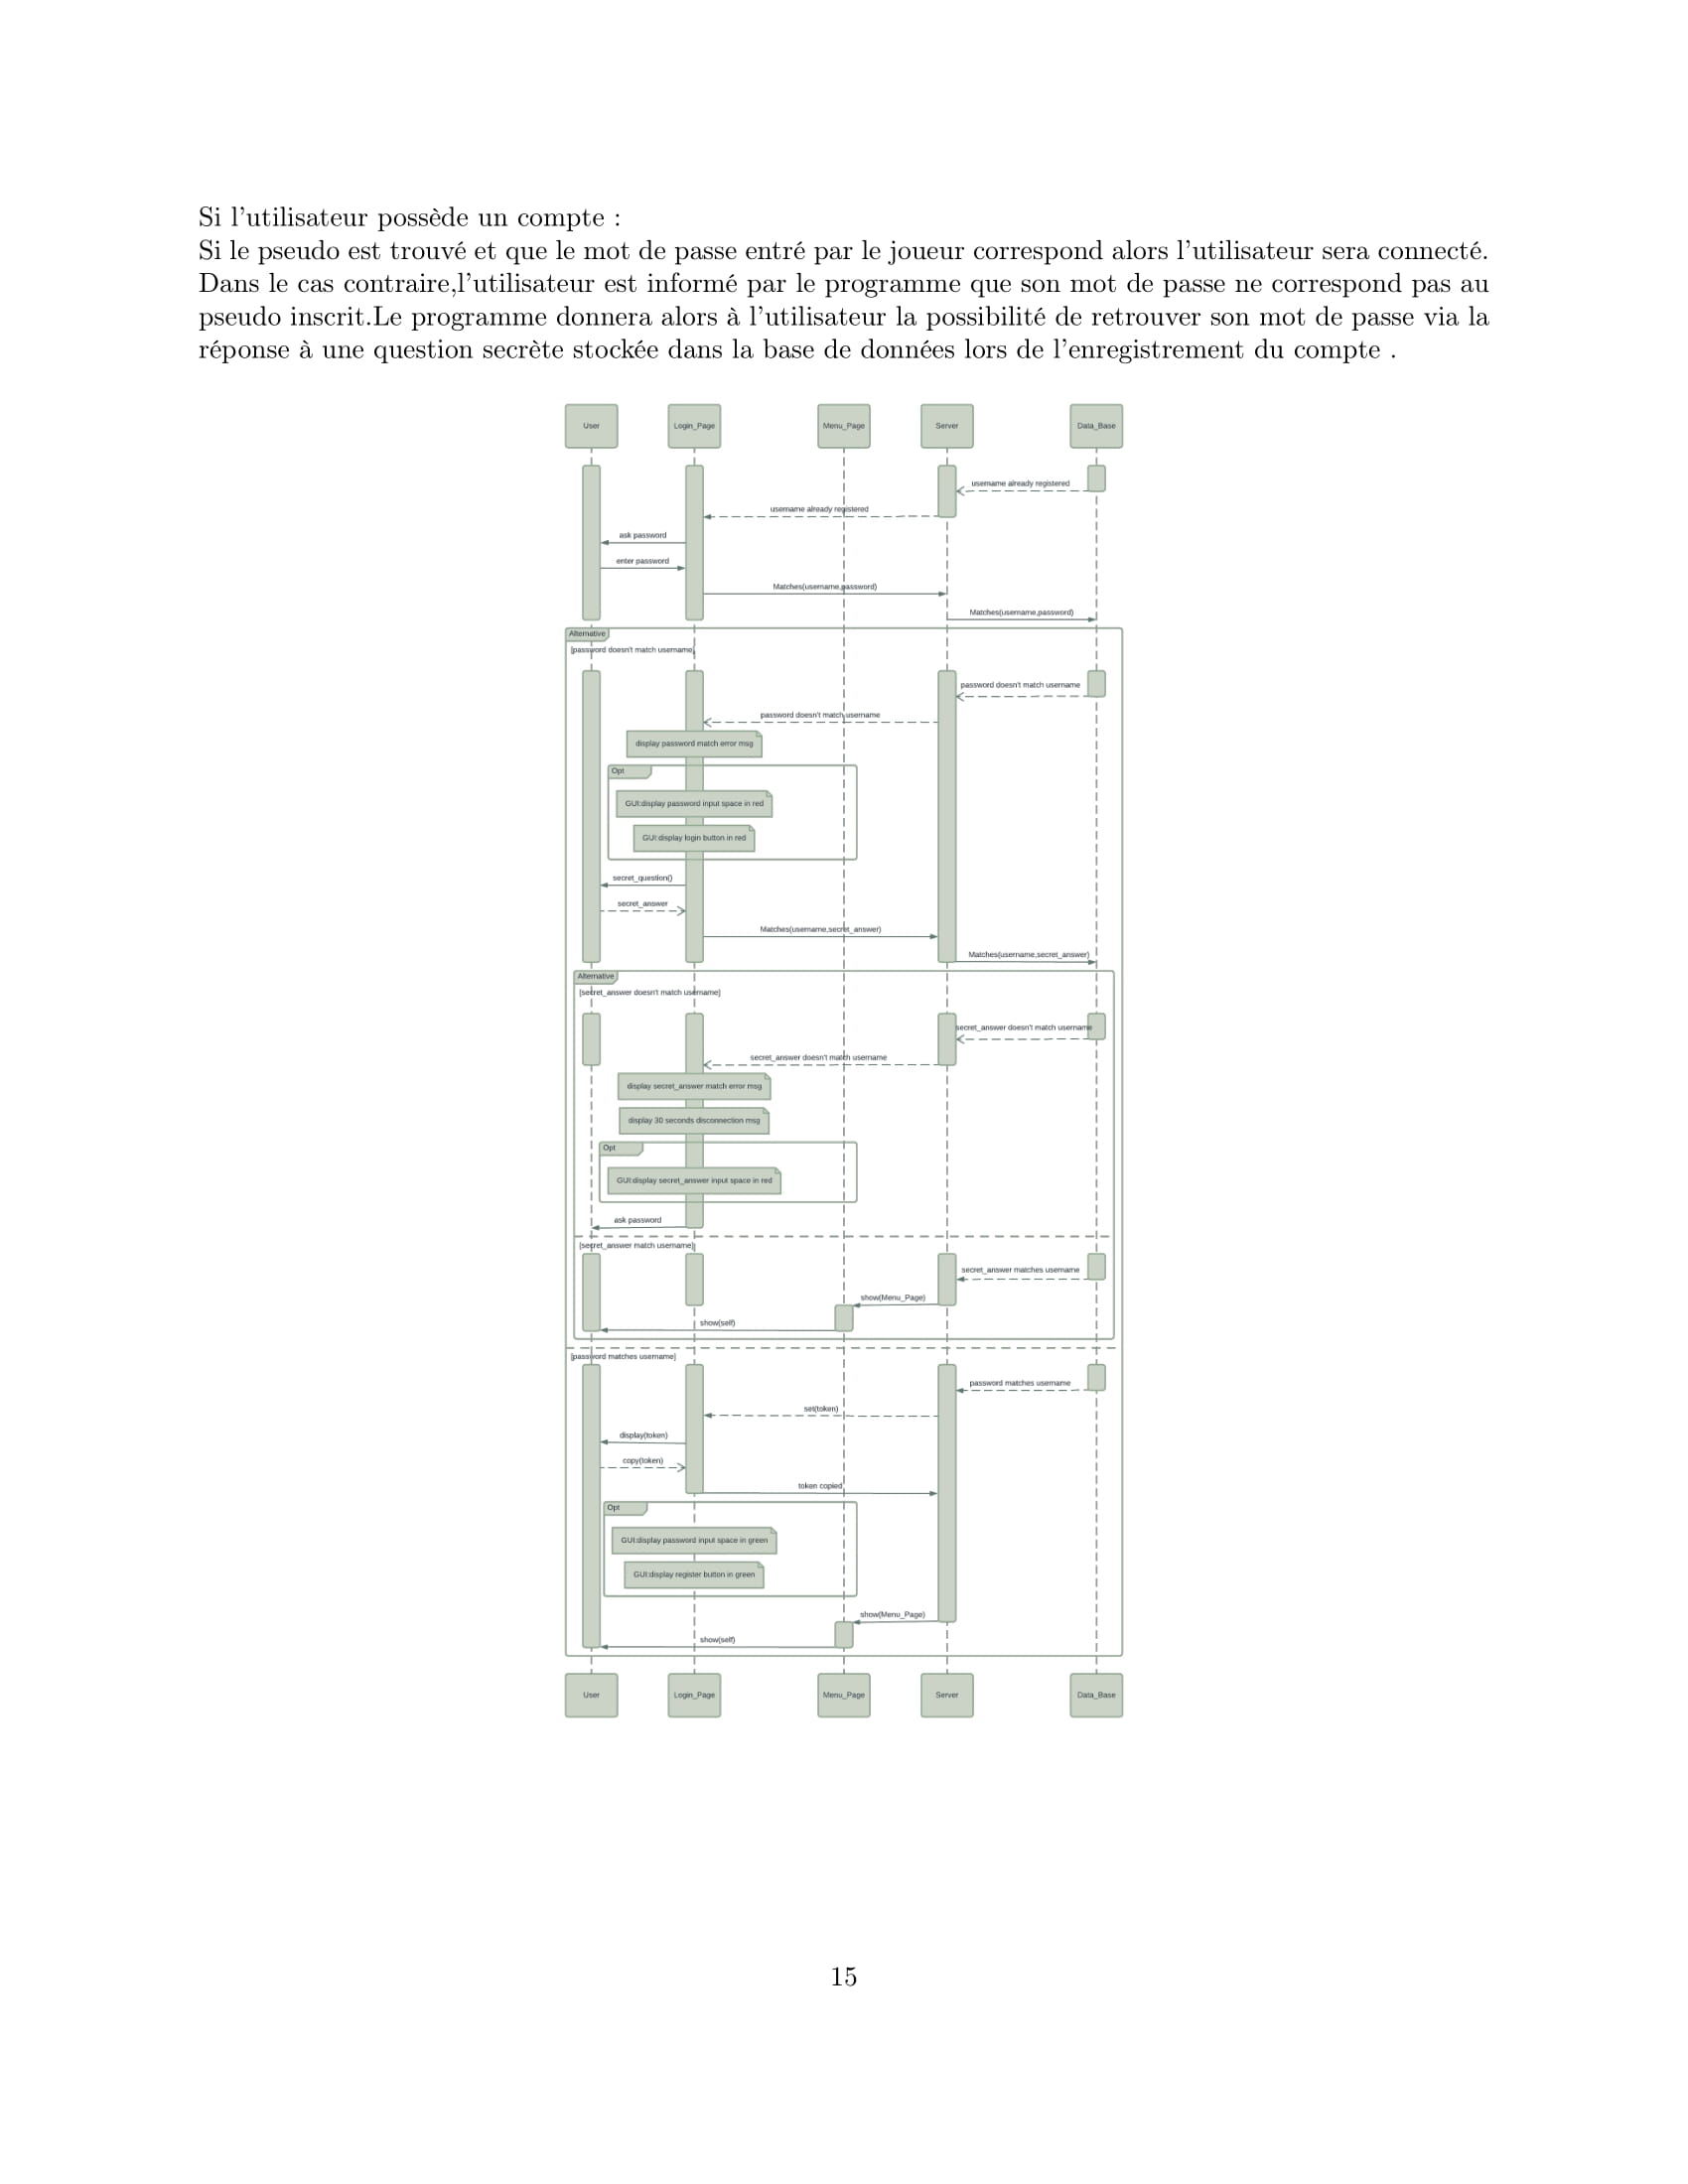 Si l'utilisateur possède un compte :
Si le pseudo est trouvé et que le mot de passe entré par le joueur correspond alors l'utilisateur sera connecté.
Dans le cas contraire,l'utilisateur est informé par le programme que son mot de passe ne correspond pas au
pseudo inscrit.Le programme donnera alors à l'utilisateur la possibilité de retrouver son mot de passe via la
réponse à une question secrète stockée dans la base de données lors de l'enregistrement du compte .
User Login_Page Menu_Page Server Data_Base
username already registered
username already registered
ask password
enter password
Matches(username,password)
Matches(username,password)
Alternative
[password doesn't match username]
password doesn't match username
password doesn't match username
display password match error msg
Opt
GUI:display password input space in red
GUI:display login button in red
secret_question()
secret_answer
Matches(username,secret_answer)
Matches(username,secret_answer)
Alternative
[secret_answer doesn't match username]
secret_answer doesn't match username
secret_answer doesn't match username
display secret_answer match error msg
display 30 seconds disconnection msg
Opt
GUI:display secret_answer input space in red
ask password
[secret_answer match username]
secret_answer matches username
show(Menu_Page)
show(self)
[password matches username]
password matches username
set(token)
display(token)
copy(token)
token copied
Opt
GUI:display password input space in green
GUI:display register button in green
show(Menu_Page)
show(self)
User Login_Page Menu_Page Server Data_Base
15